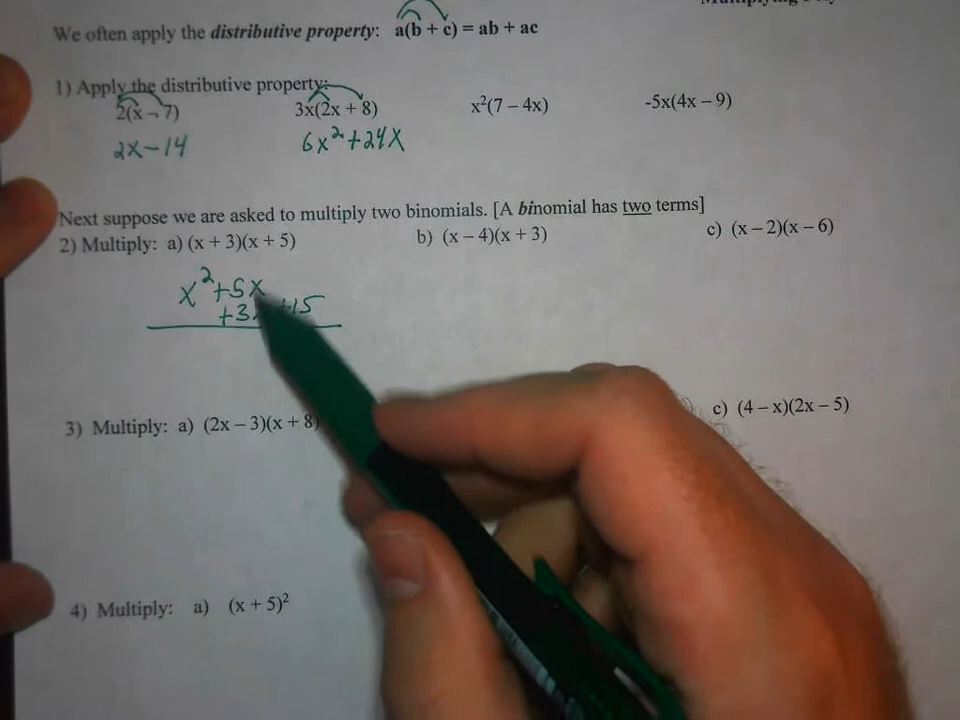 We often apply the distributive property: a(b + c) = ab + ac
1) Apply the distributive property:
2(x – 7) 3x(2x + 8) x²(7 – 4x) -5x(4x – 9)
2x-14 6x²+24x
Next suppose we are asked to multiply two binomials. [A binomial has two terms]
2) Multiply: a) (x + 3)(x + 5) b) (x – 4)(x + 3) c) (x – 2)(x – 6)
x²+5x
+3 +15
3) Multiply: a) (2x – 3)(x + 8) c) (4 – x)(2x – 5)
4) Multiply: a) (x + 5)²